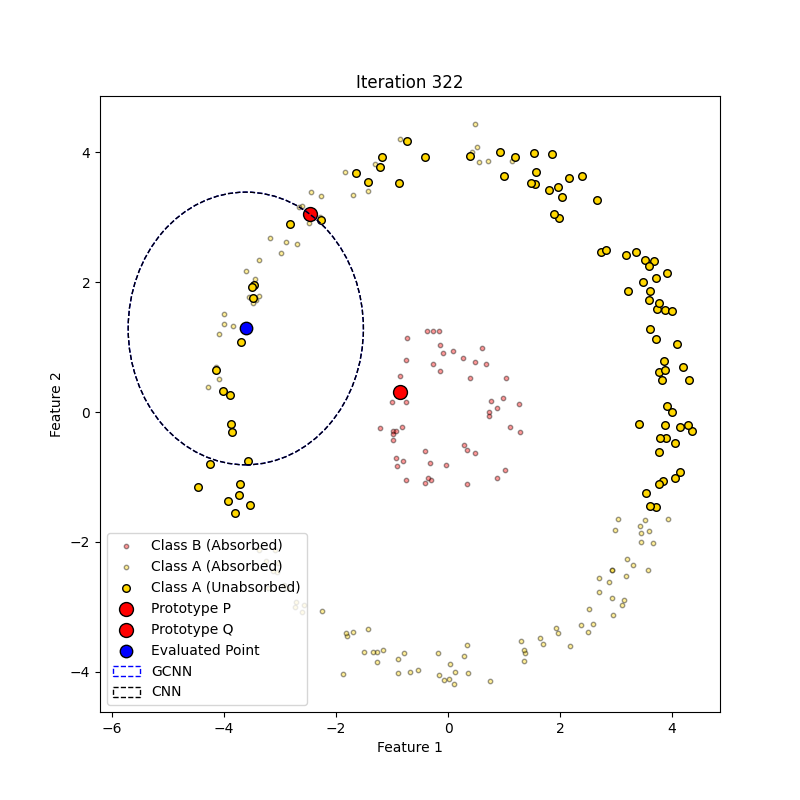 Iteration 322
Feature 2
4
2
0
−2
−4
Class B (Absorbed)
Class A (Absorbed)
Class A (Unabsorbed)
Prototype P
Prototype Q
Evaluated Point
GCNN
CNN
−6 −4 −2 0 2 4
Feature 1